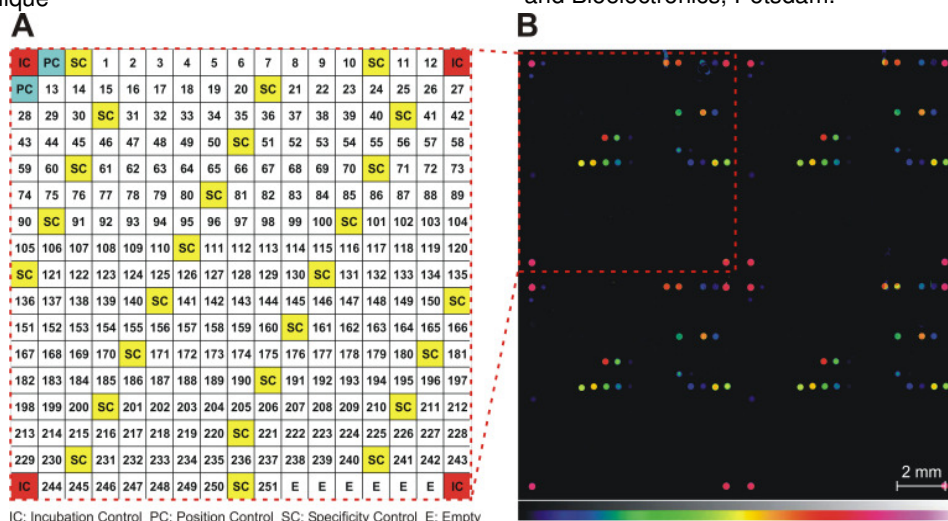 nique
and Bioelectronics, Potsdam.
A
B
IC PC SC 1 2 3 4 5 6 7 8 9 10 SC 11 12 IC
PC 13 14 15 16 17 18 19 20 SC 21 22 23 24 25 26 27
28 29 30 SC 31 32 33 34 35 36 37 38 39 40 SC 41 42
43 44 45 46 47 48 49 50 SC 51 52 53 54 55 56 57 58
59 60 SC 61 62 63 64 65 66 67 68 69 70 SC 71 72 73
74 75 76 77 78 79 80 SC 81 82 83 84 85 86 87 88 89
90 SC 91 92 93 94 95 96 97 98 99 100 SC 101 102 103 104
105 106 107 108 109 110 SC 111 112 113 114 115 116 117 118 119 120
SC 121 122 123 124 125 126 127 128 129 130 SC 131 132 133 134 135
136 137 138 139 140 SC 141 142 143 144 145 146 147 148 149 150 SC
151 152 153 154 155 156 157 158 159 160 SC 161 162 163 164 165 166
167 168 169 170 SC 171 172 173 174 175 176 177 178 179 180 SC 181
182 183 184 185 186 187 188 189 190 SC 191 192 193 194 195 196 197
198 199 200 SC 201 202 203 204 205 206 207 208 209 210 SC 211 212
213 214 215 216 217 218 219 220 SC 221 222 223 224 225 226 227 228
229 230 SC 231 232 233 234 235 236 237 238 239 240 SC 241 242 243
IC 244 245 246 247 248 249 250 SC 251 E E E E E E IC
2 mm
IC: Incubation Control PC: Position Control SC: Specificity Control E: Empty